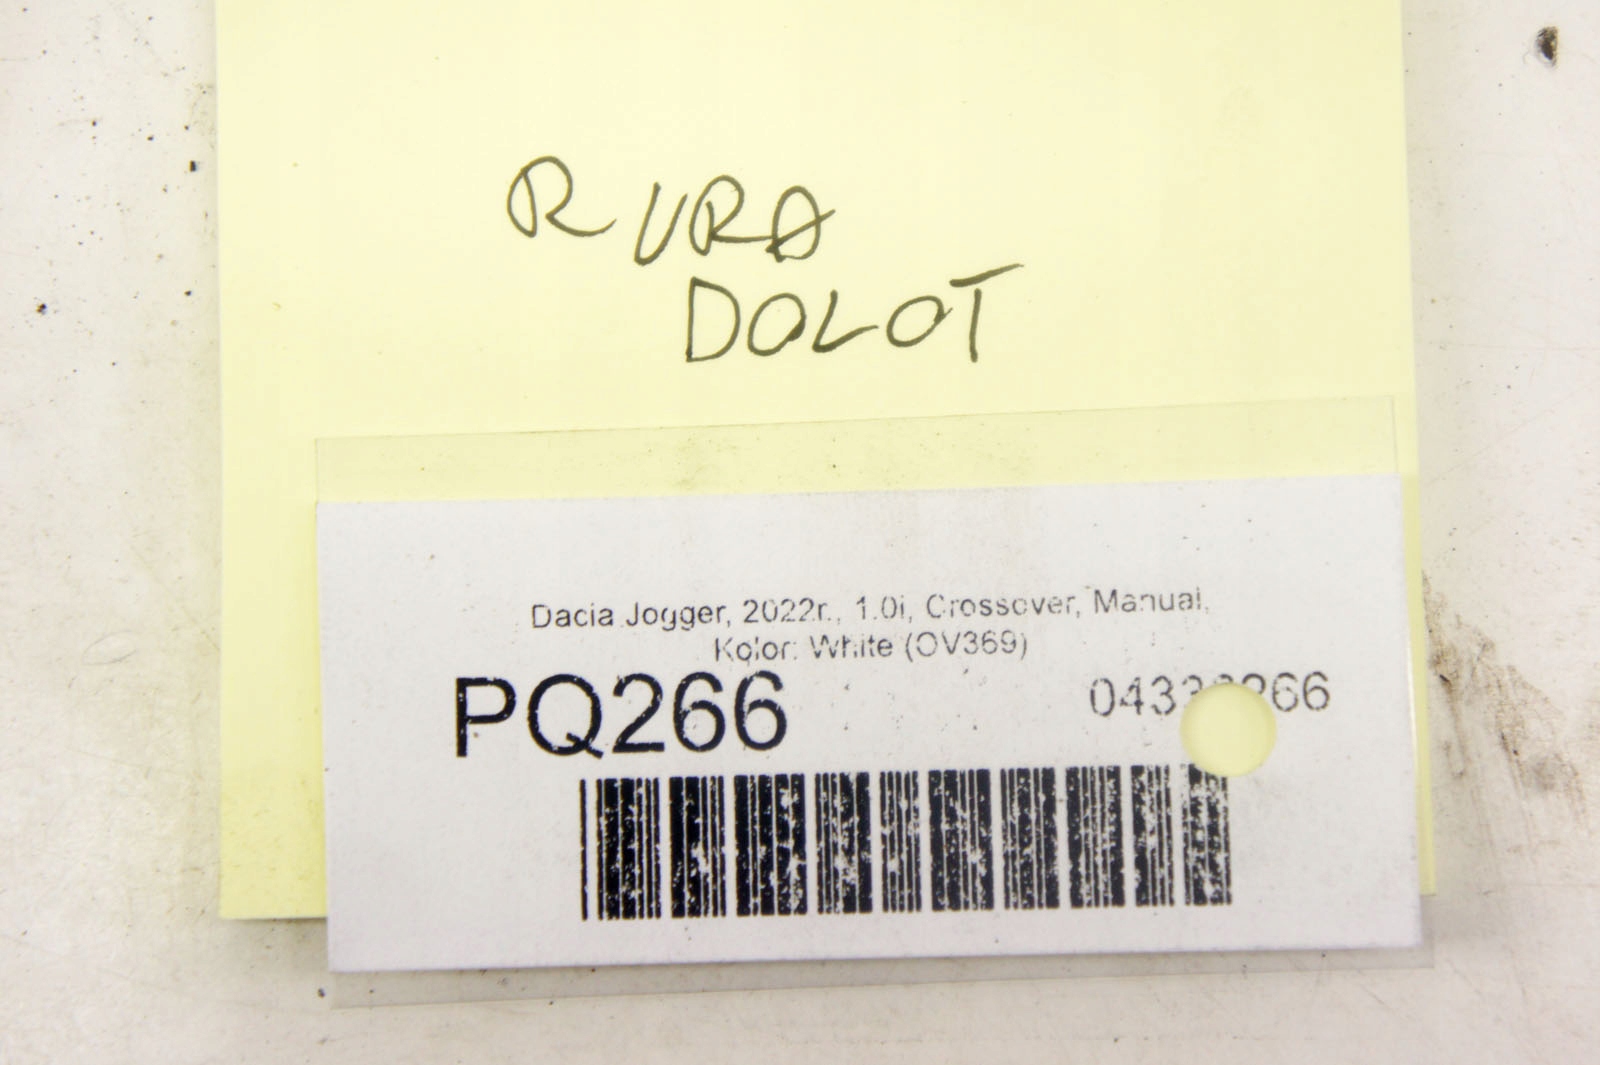 RURA
DOLOT
Dacia Jogger, 2022r., 1.0i, Crossover, Manual,
Kolor: White (OV369)
PQ266